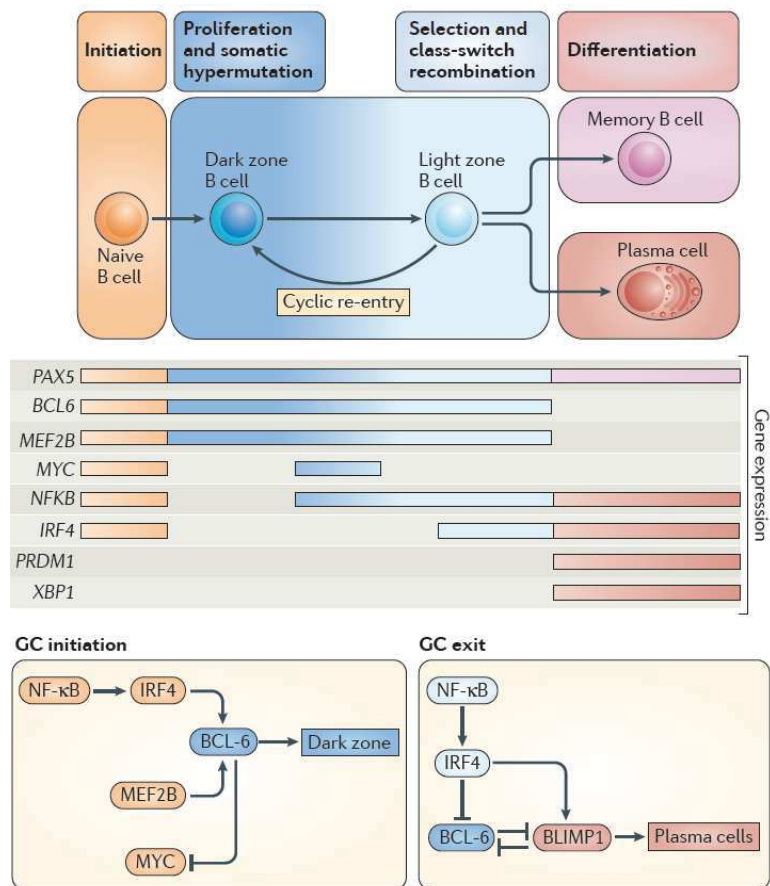 Initiation
Proliferation
and somatic
hypermutation
Selection and
class-switch
recombination
Differentiation
Naive
B cell
Dark zone
B cell
Light zone
B cell
Cyclic re-entry
Memory B cell
Plasma cell
PAX5
BCL6
MEF2B
MYC
NFKB
IRF4
PRDM1
XBP1
Gene expression
GC initiation
NF-κB
IRF4
BCL-6
Dark zone
MEF2B
MYC
GC exit
NF-κB
IRF4
BCL-6
BLIMP1
Plasma cells